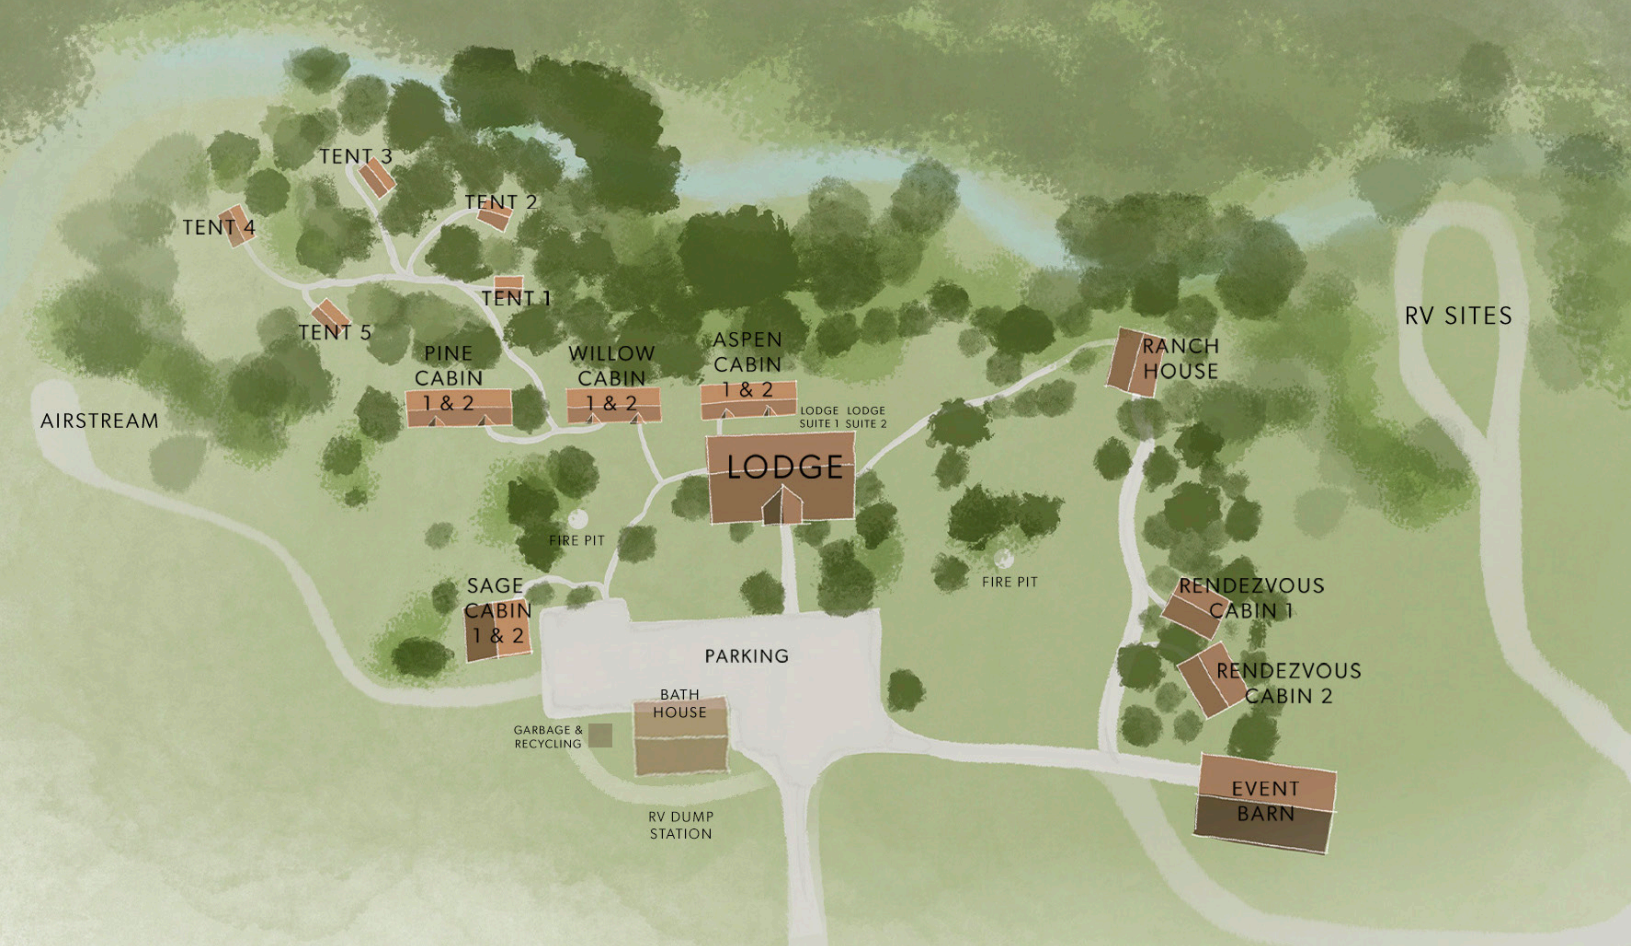 TENT 3
TENT 2
TENT 4
TENT 1
TENT 5
RV SITES
PINE
CABIN
1 & 2
WILLOW
CABIN
1 & 2
ASPEN
CABIN
1 & 2
RANCH
HOUSE
AIRSTREAM
LODGE
SUITE 1
LODGE
SUITE 2
LODGE
FIRE PIT
FIRE PIT
SAGE
CABIN
1 & 2
RENDEZVOUS
CABIN 1
PARKING
RENDEZVOUS
CABIN 2
BATH
HOUSE
GARBAGE &
RECYCLING
EVENT
BARN
RV DUMP
STATION